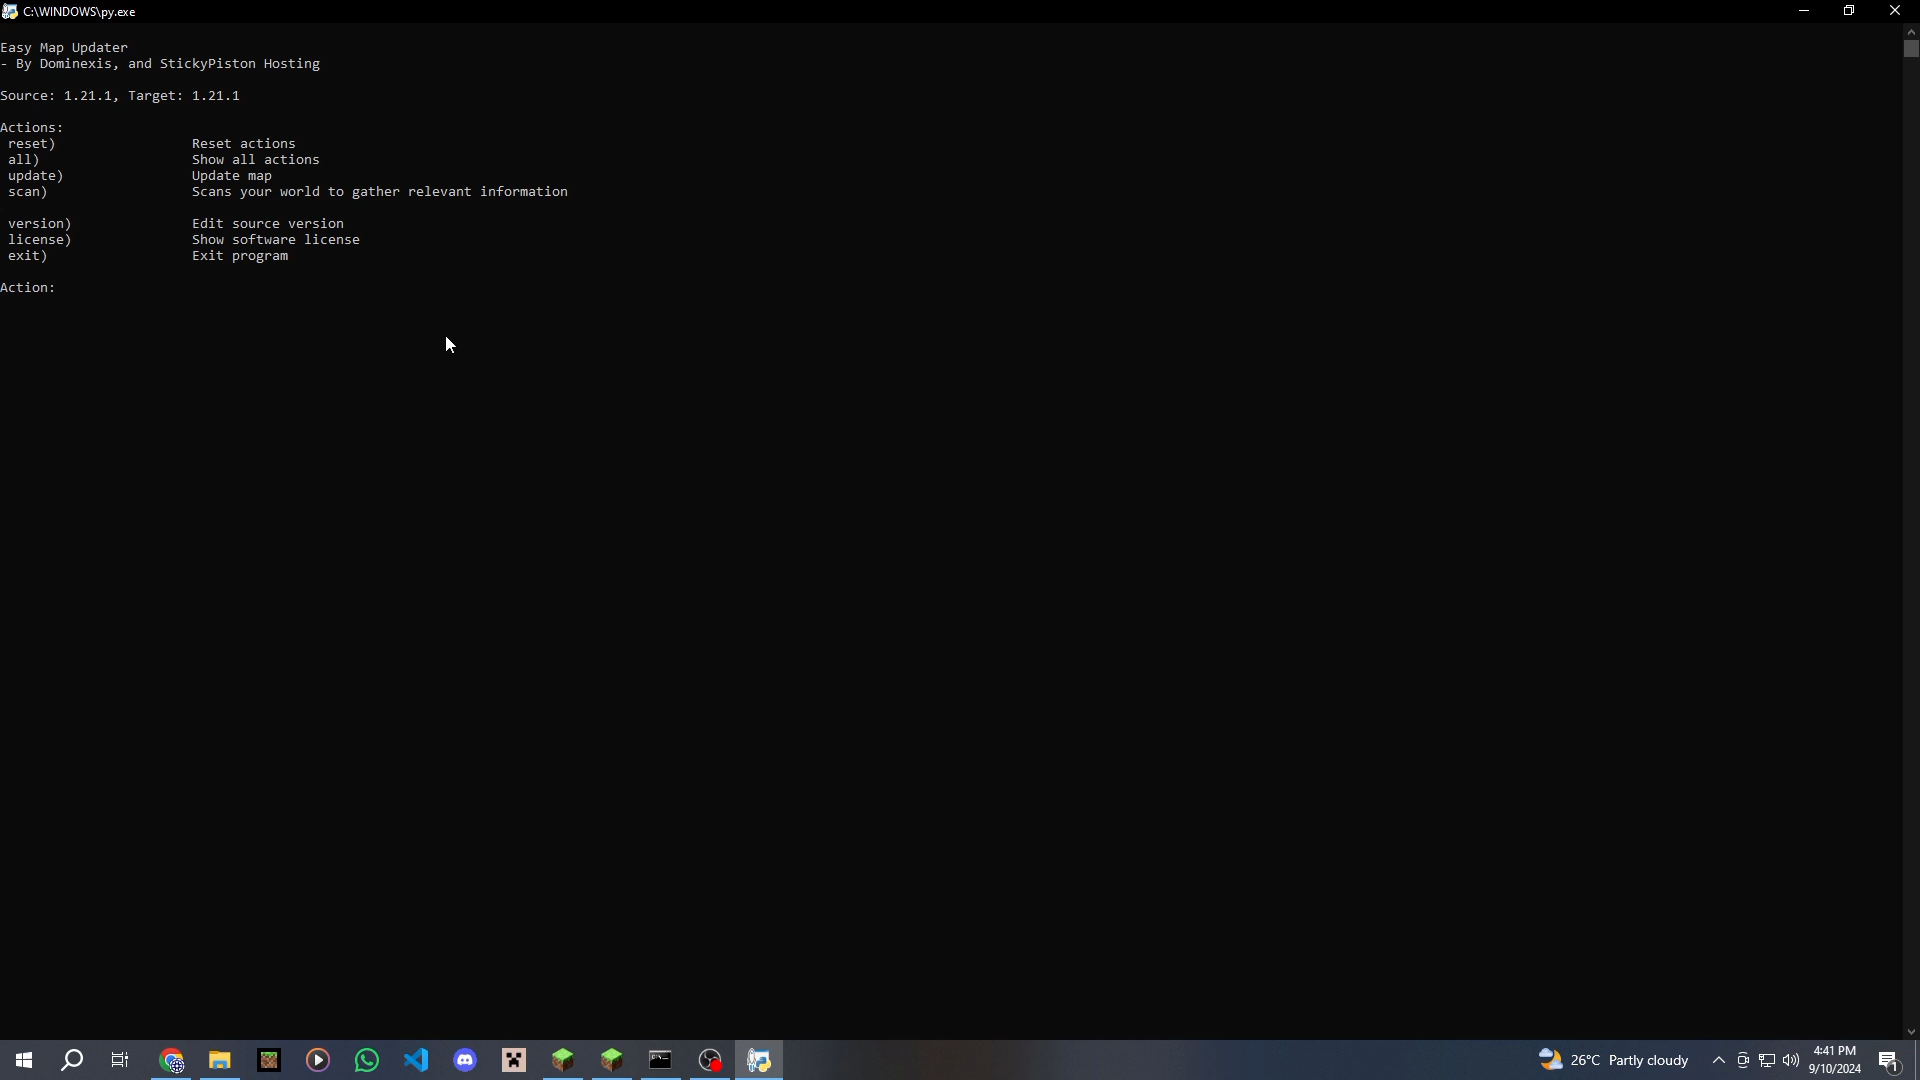 C:\WINDOWS\py.exe
Easy Map Updater
- By Dominexis, and StickyPiston Hosting
Source: 1.21.1, Target: 1.21.1
Actions:
reset) Reset actions
all) Show all actions
update) Update map
scan) Scans your world to gather relevant information
version) Edit source version
license) Show software license
exit) Exit program
Action:
26°C Partly cloudy
4:41 PM
9/10/2024
1